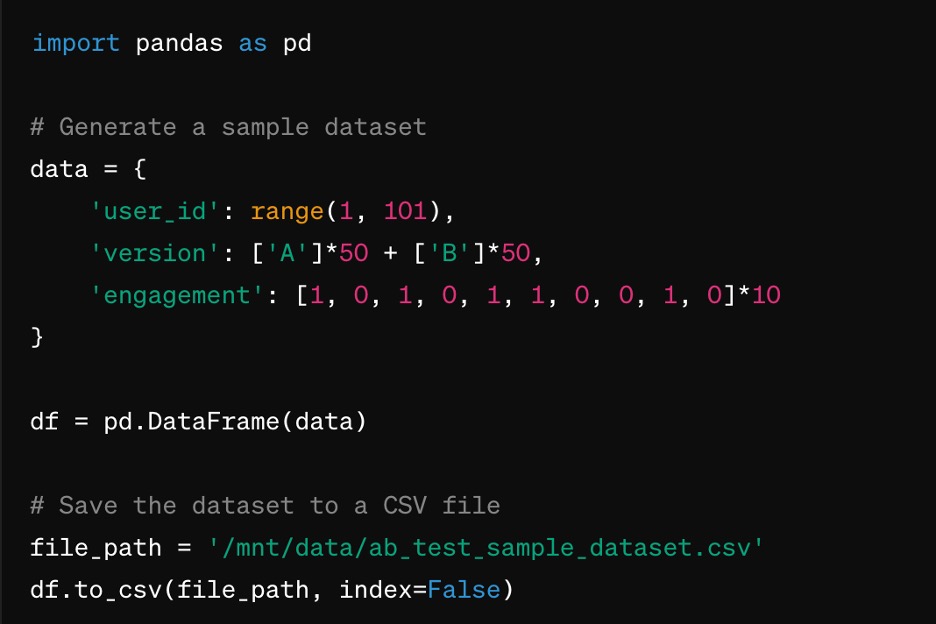 import pandas as pd
# Generate a sample dataset
data = {
    'user_id': range(1, 101),
    'version': ['A']*50 + ['B']*50,
    'engagement': [1, 0, 1, 0, 1, 1, 0, 0, 1, 0]*10
}
df = pd.DataFrame(data)
# Save the dataset to a CSV file
file_path = '/mnt/data/ab_test_sample_dataset.csv'
df.to_csv(file_path, index=False)